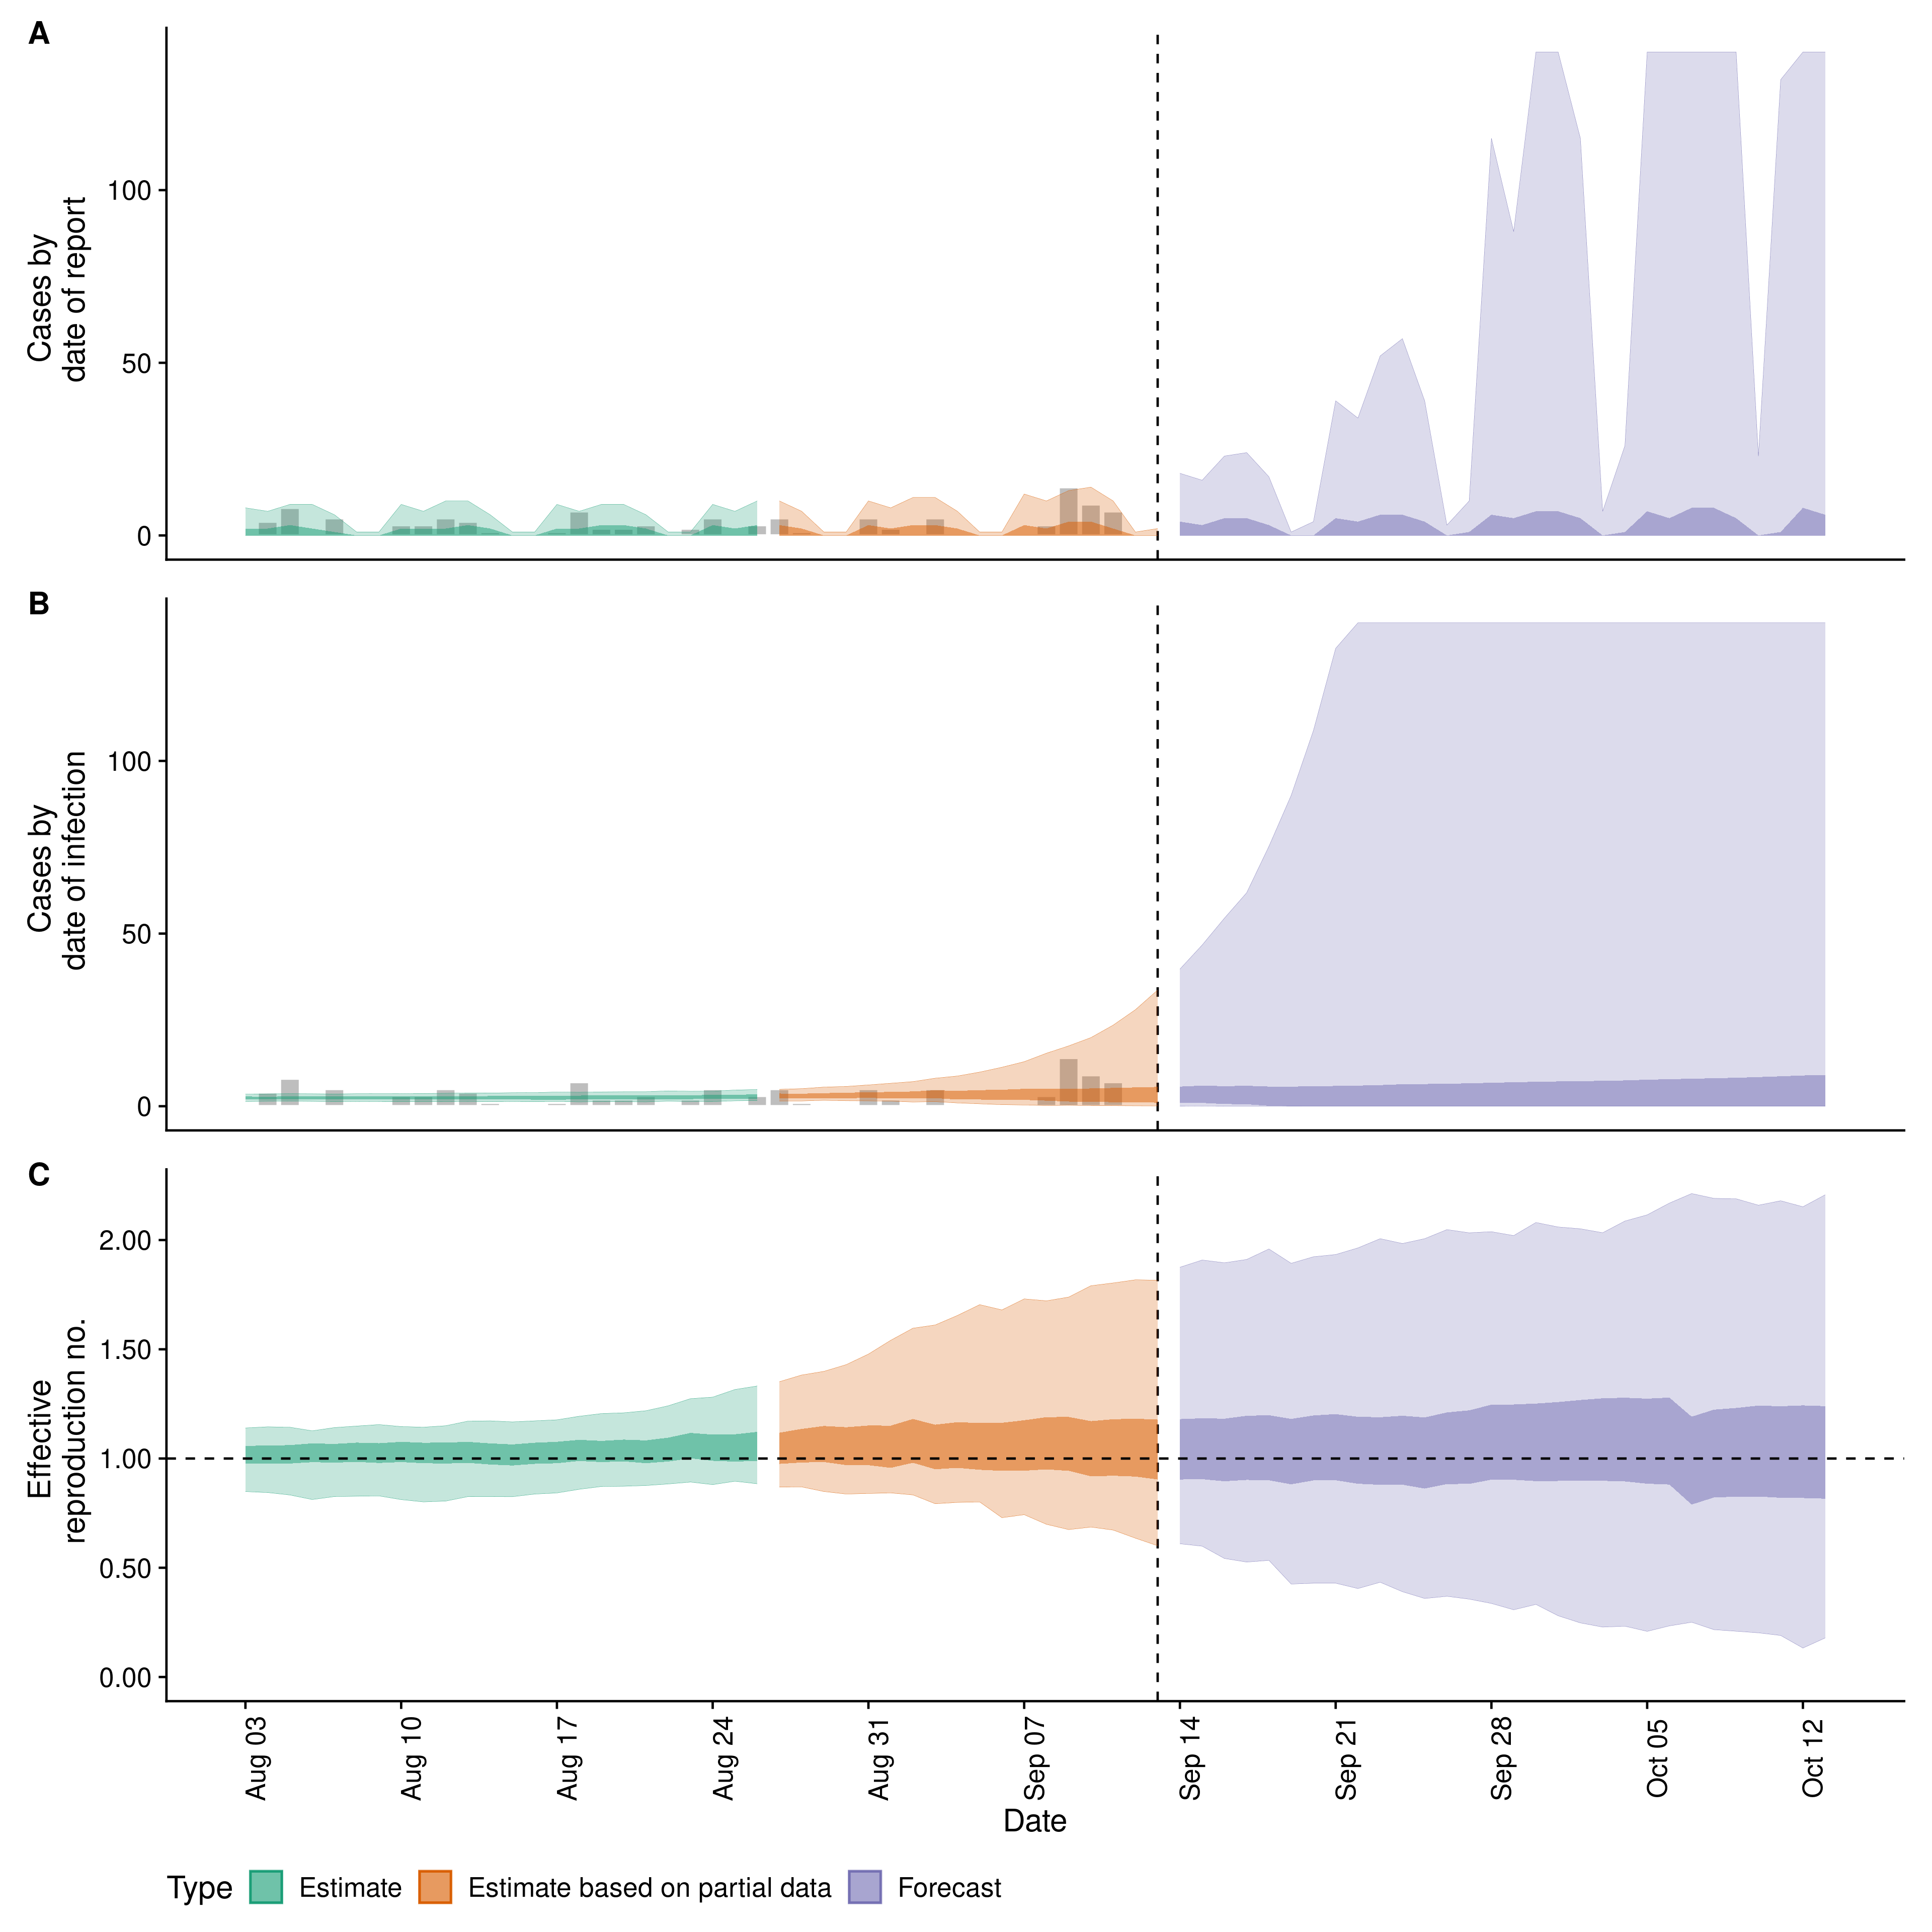 A
Cases by
date of report
100
50
0
B
Cases by
date of infection
100
50
0
C
Effective
reproduction no.
2.00
1.50
1.00
0.50
0.00
Aug 03
Aug 10
Aug 17
Aug 24
Aug 31
Sep 07
Sep 14
Sep 21
Sep 28
Oct 05
Oct 12
Date
Type Estimate Estimate based on partial data Forecast